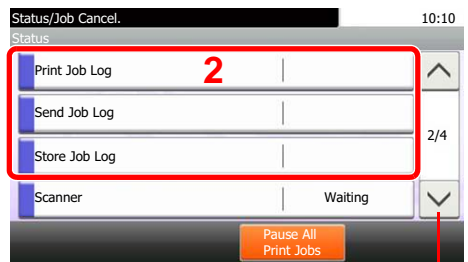 Status/Job Cancel. 10:10
Status
Print Job Log 2
Send Job Log
2/4
Store Job Log
Scanner Waiting
Pause All
Print Jobs